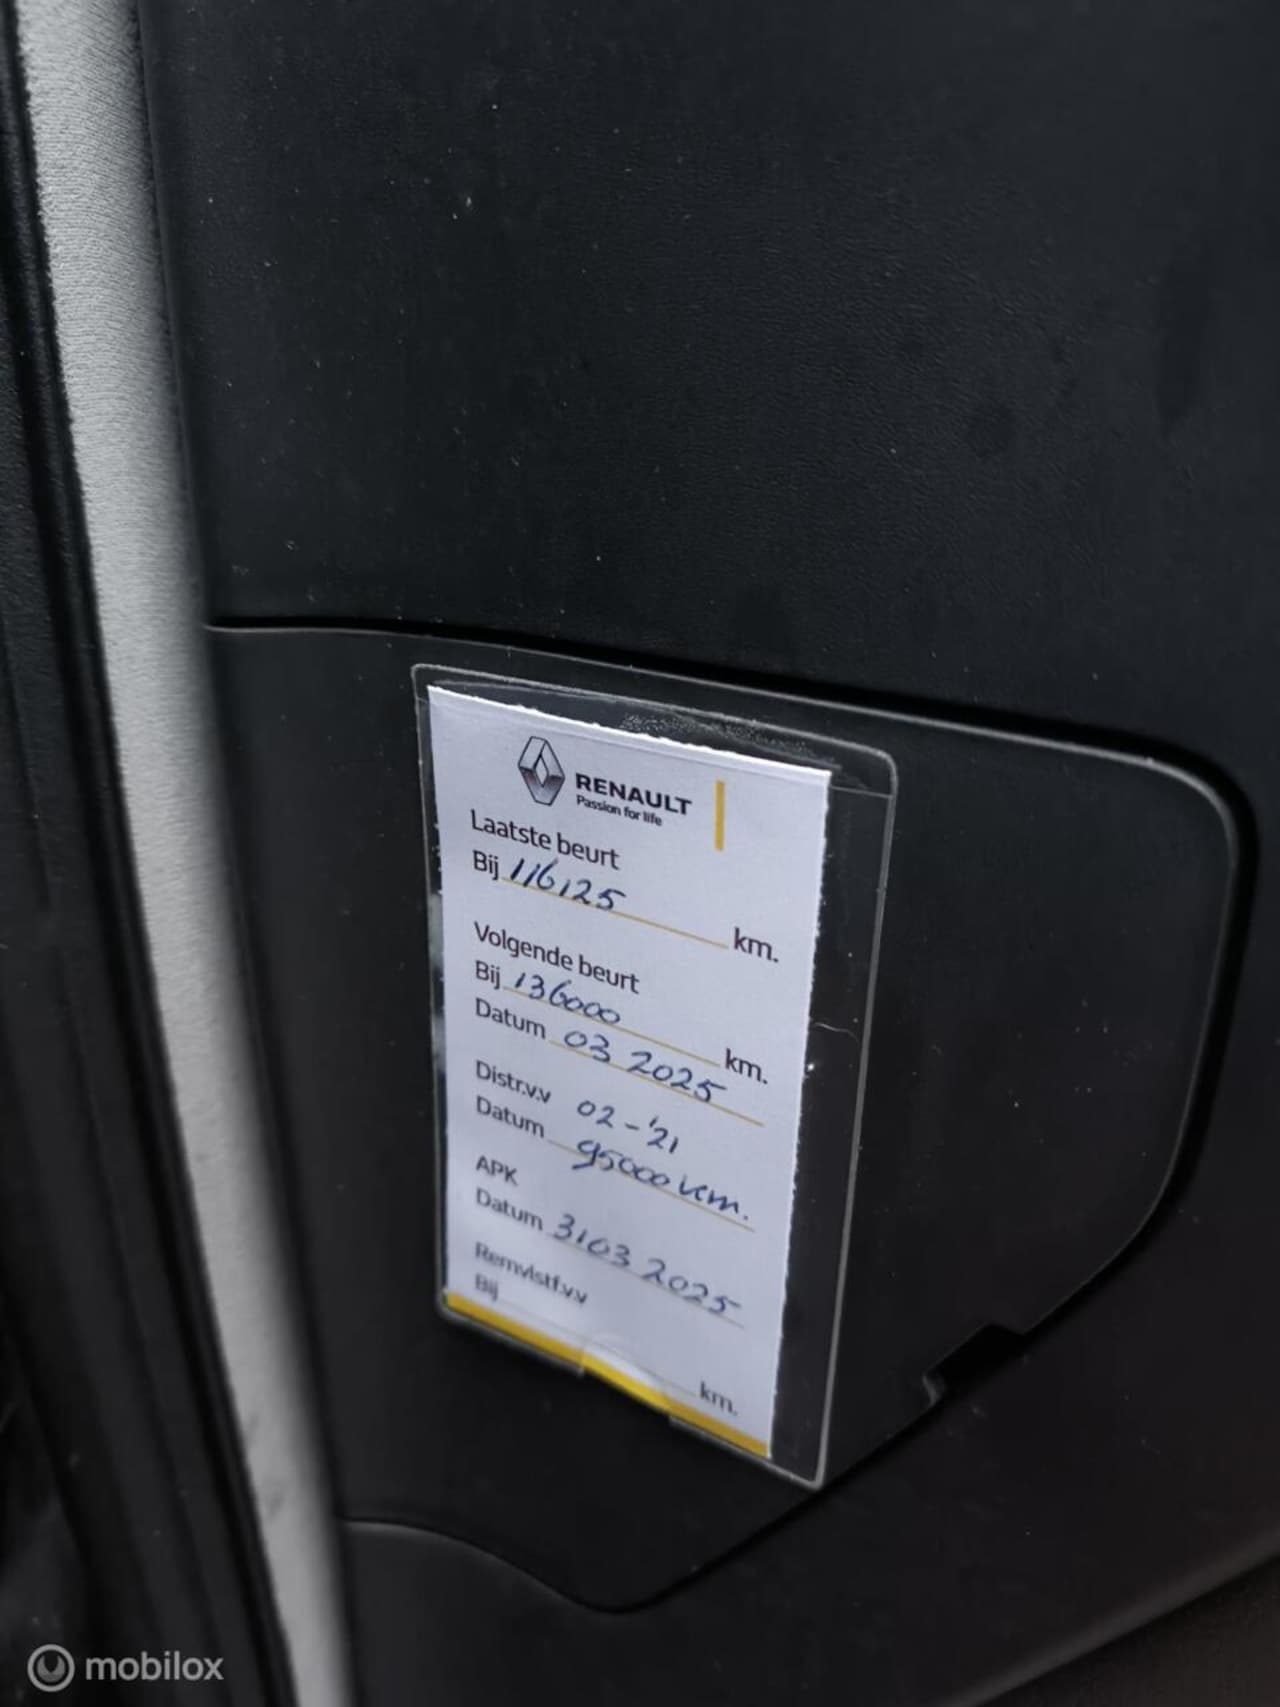 RENAULT
Passion for life
Laatste beurt
Bij 116125 km.
Volgende beurt
Bij 136000 km.
Datum 03 2025
Distr.v.v 02-'21
Datum 95000 km.
APK
Datum 3103 2025
Remvlstf.v.v
Bij km.
mobilox